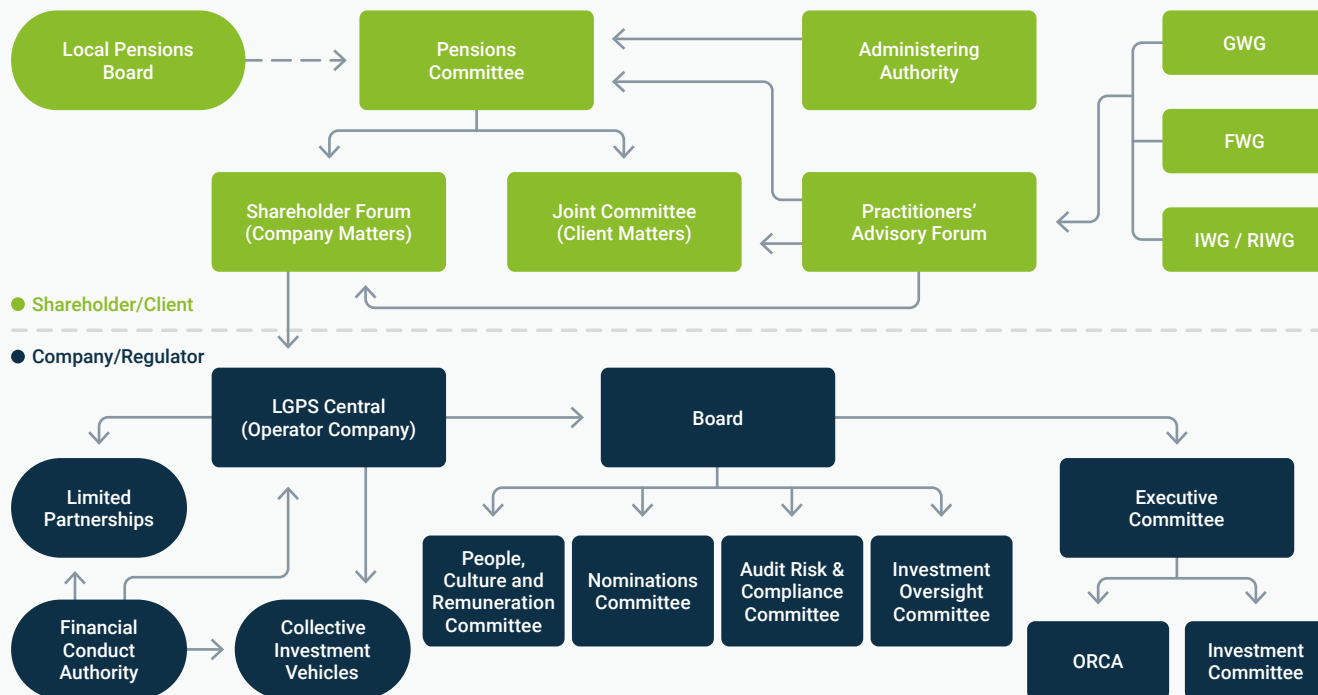 Local Pensions
Board
Pensions
Committee
Administering
Authority
GWG
FWG
IWG / RIWG
Shareholder Forum
(Company Matters)
Joint Committee
(Client Matters)
Practitioners’
Advisory Forum
Shareholder/Client
Company/Regulator
LGPS Central
(Operator Company)
Board
Limited
Partnerships
Executive
Committee
People,
Culture and
Remuneration
Committee
Nominations
Committee
Audit Risk &
Compliance
Committee
Investment
Oversight
Committee
Financial
Conduct
Authority
Collective
Investment
Vehicles
ORCA
Investment
Committee